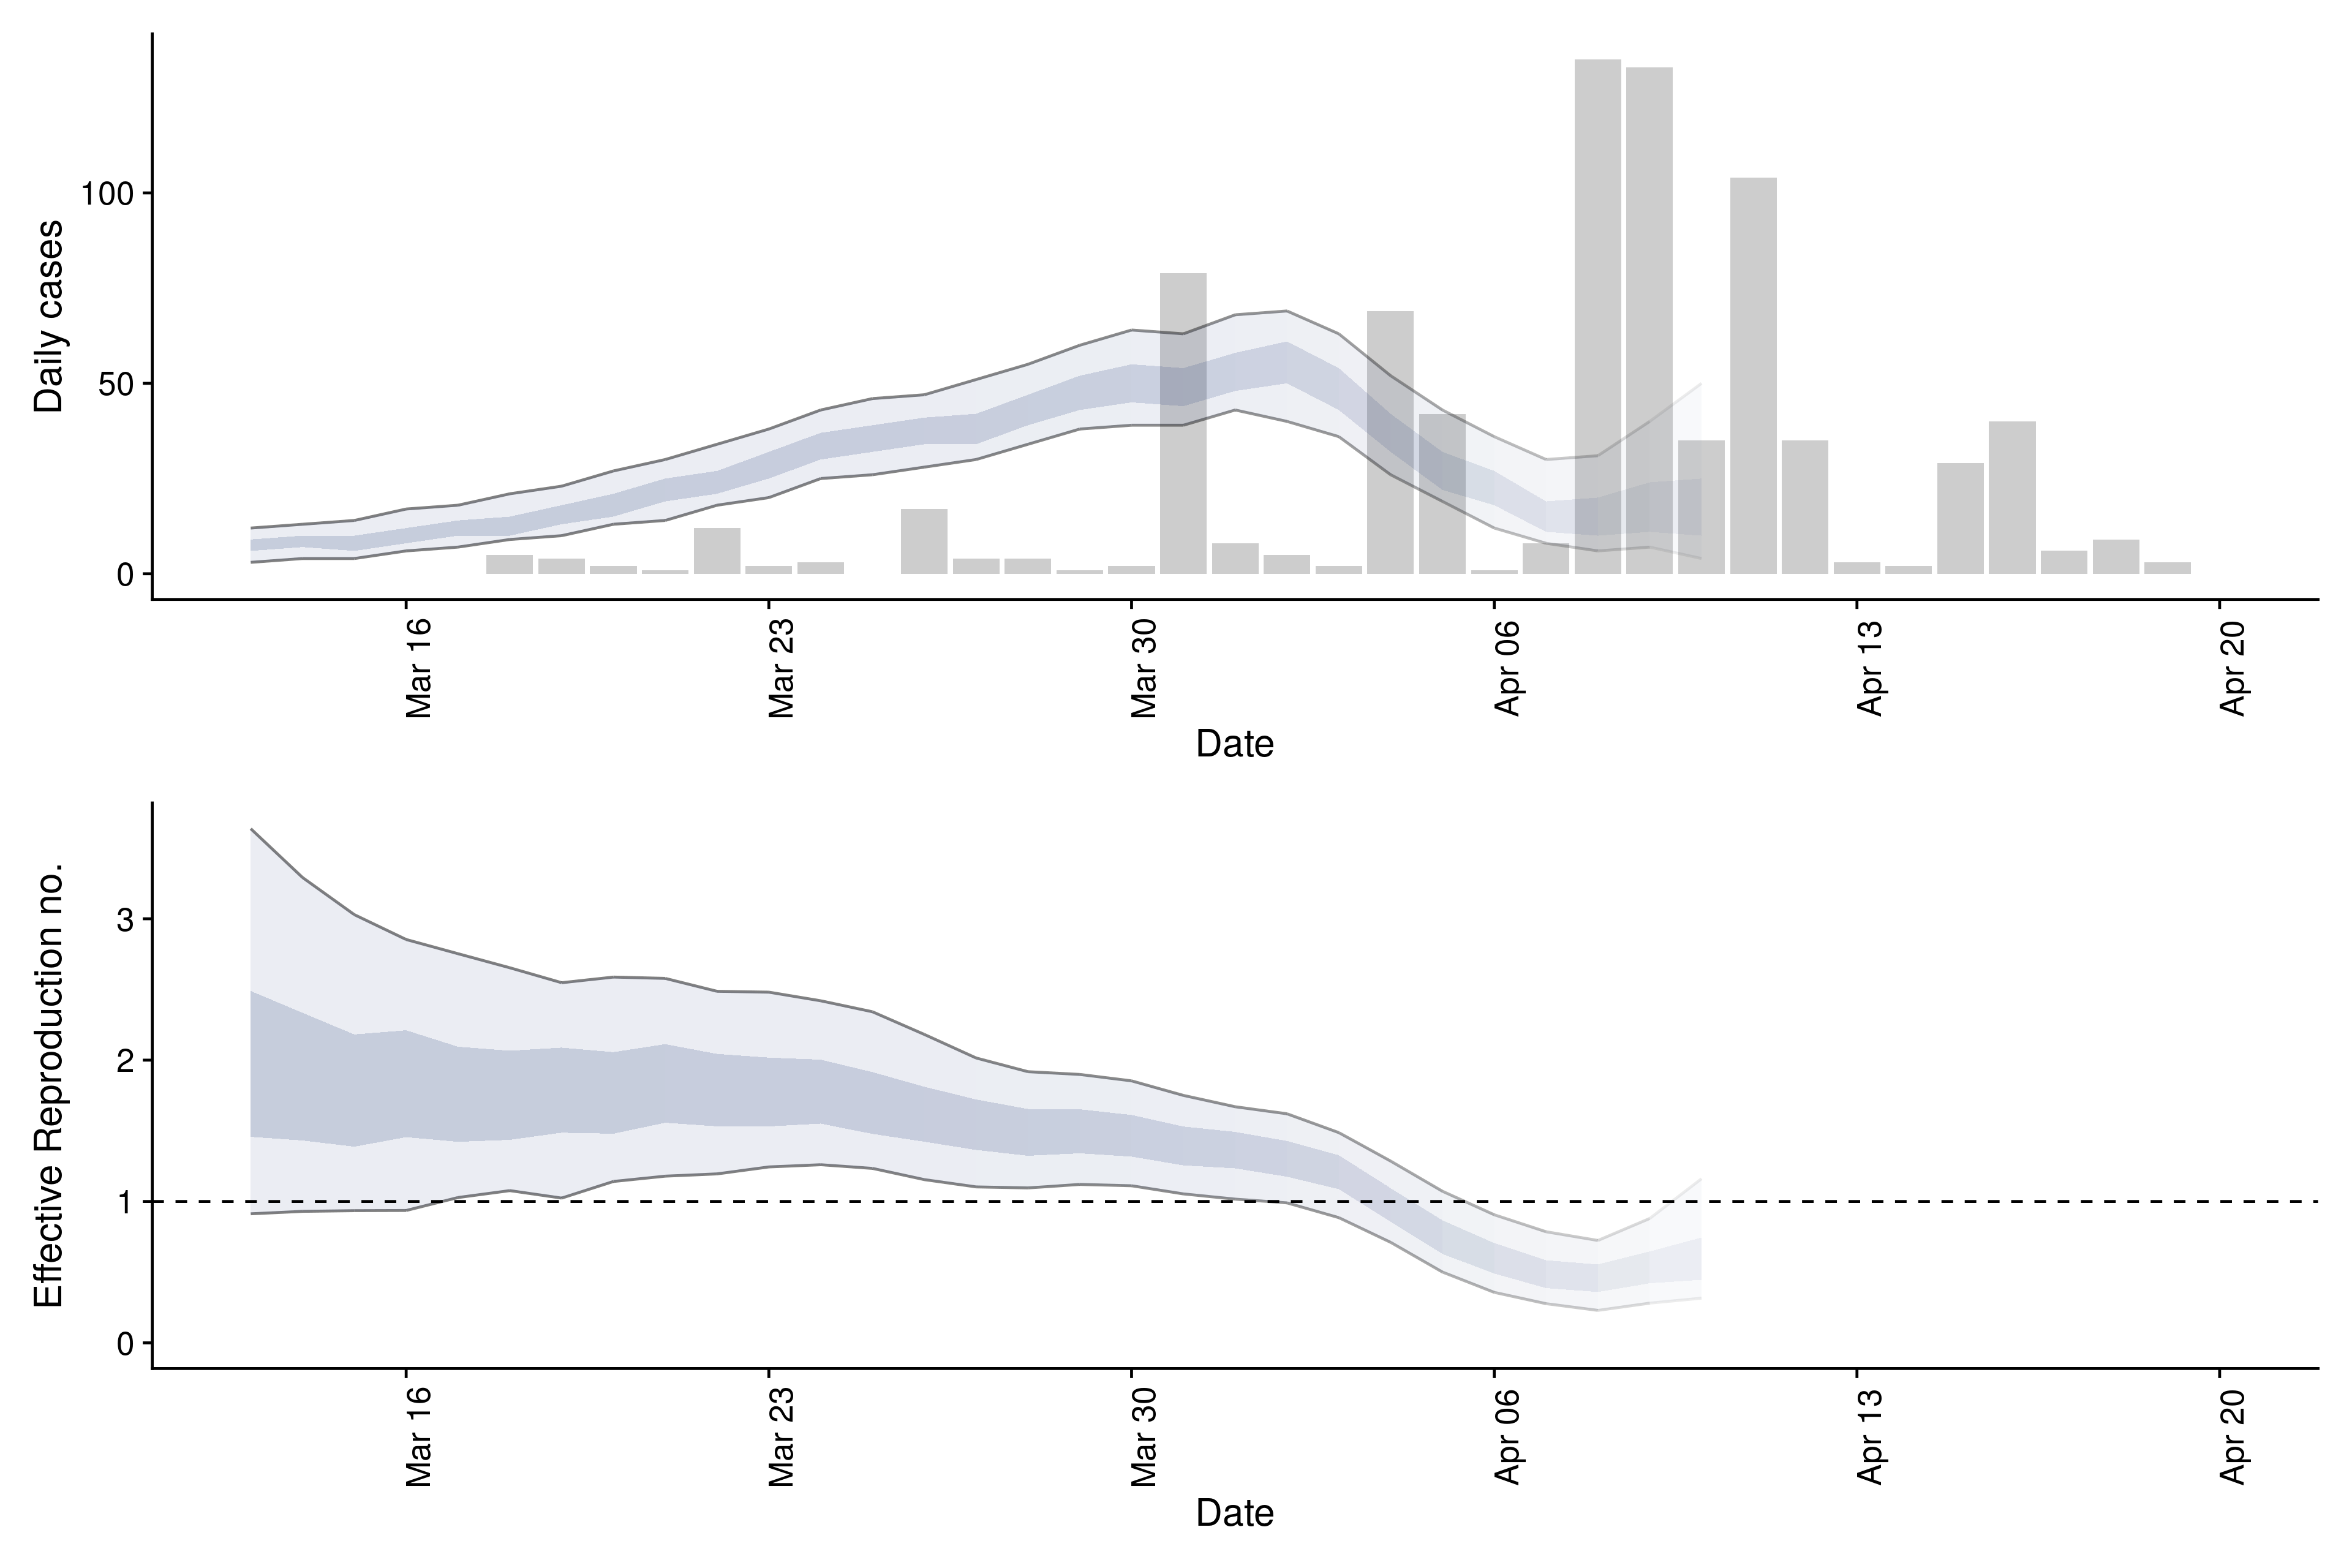 Daily cases
100
50
0
Mar 16
Mar 23
Mar 30
Apr 06
Apr 13
Apr 20
Date
Effective Reproduction no.
3
2
1
0
Mar 16
Mar 23
Mar 30
Apr 06
Apr 13
Apr 20
Date